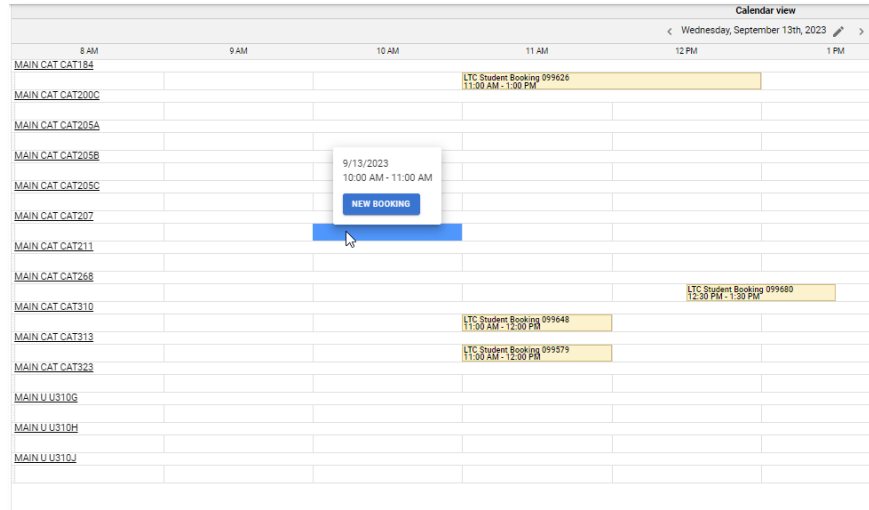 Calendar view
Wednesday, September 13th, 2023
8 AM 9 AM 10 AM 11 AM 12 PM 1 PM
MAIN CAT CAT184
LTC Student Booking 099626
11:00 AM - 1:00 PM
MAIN CAT CAT200C
MAIN CAT CAT205A
MAIN CAT CAT205B
9/13/2023
10:00 AM - 11:00 AM
MAIN CAT CAT205C
NEW BOOKING
MAIN CAT CAT207
MAIN CAT CAT211
MAIN CAT CAT268
LTC Student Booking 099680
12:30 PM - 1:30 PM
MAIN CAT CAT310
LTC Student Booking 099648
11:00 AM - 12:00 PM
MAIN CAT CAT313
LTC Student Booking 099579
11:00 AM - 12:00 PM
MAIN CAT CAT323
MAIN U U310G
MAIN U U310H
MAIN U U310J